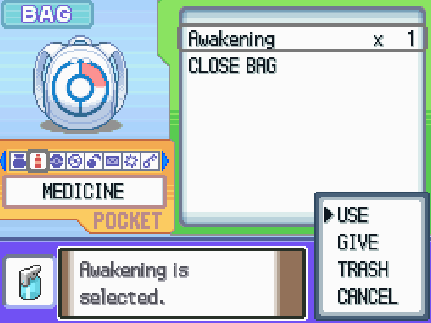 BAG
Awakening x 1
CLOSE BAG
MEDICINE
POCKET
USE
GIVE
TRASH
CANCEL
Awakening is
selected.